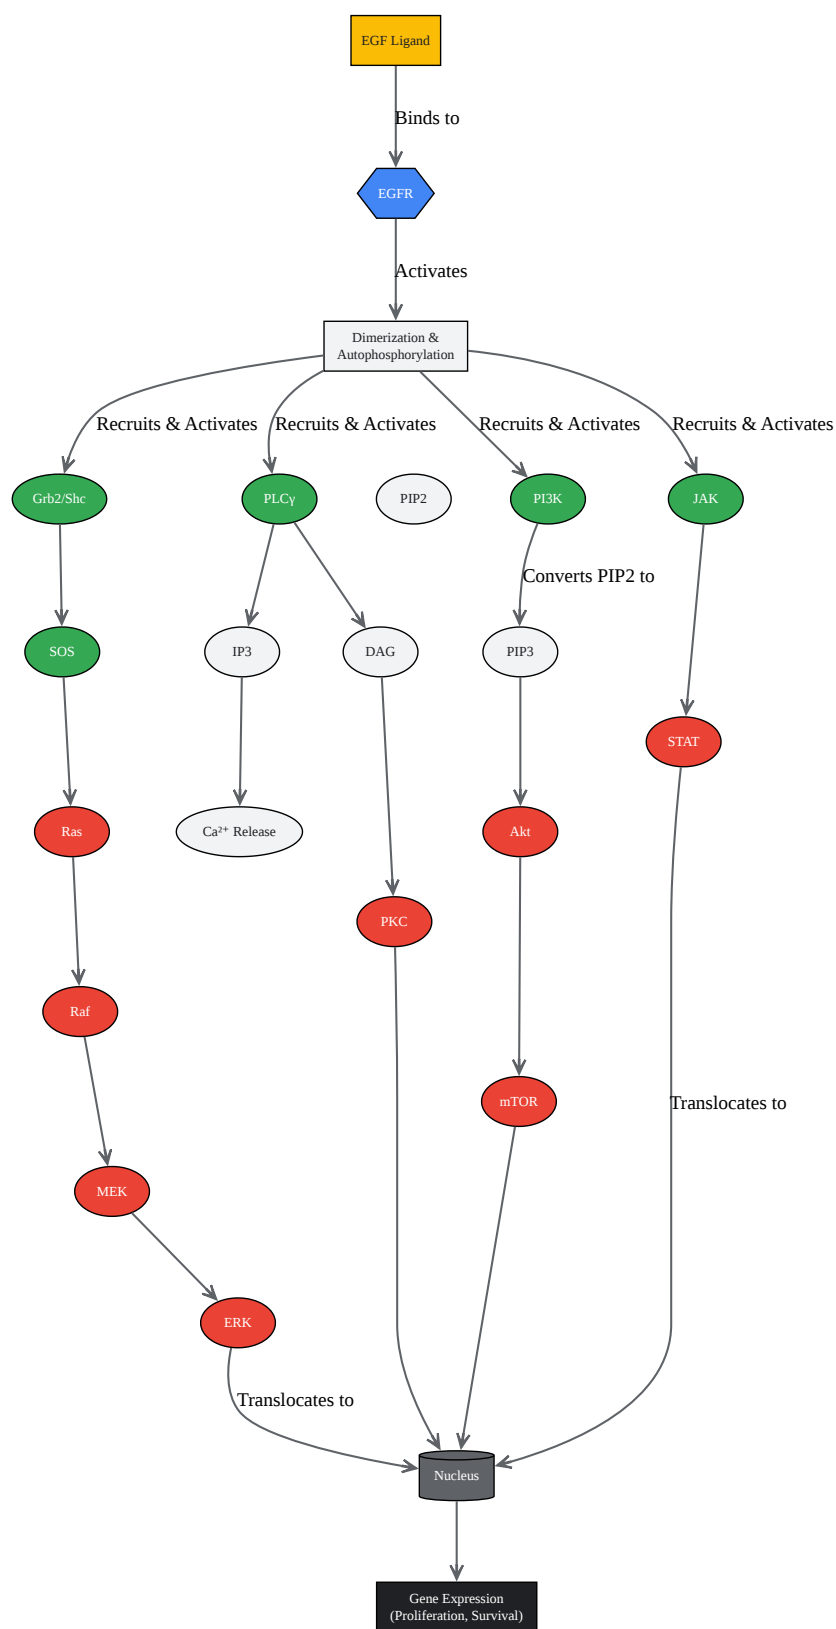 EGF Ligand
Binds to
EGFR
Activates
Dimerization &
Autophosphorylation
Recruits & Activates
Recruits & Activates
Recruits & Activates
Recruits & Activates
Grb2/Shc
PLCγ
PIP2
PI3K
JAK
Converts PIP2 to
SOS
IP3
DAG
PIP3
STAT
Ras
Ca²⁺ Release
Akt
PKC
Raf
mTOR
Translocates to
MEK
ERK
Translocates to
Nucleus
Gene Expression
(Proliferation, Survival)